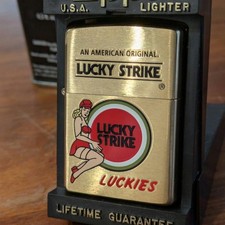 U.S.A. LIGHTER
AN AMERICAN ORIGINAL.
LUCKY STRIKE
®
LUCKY
STRIKE
LUCKIES
LIFETIME GUARANTEE